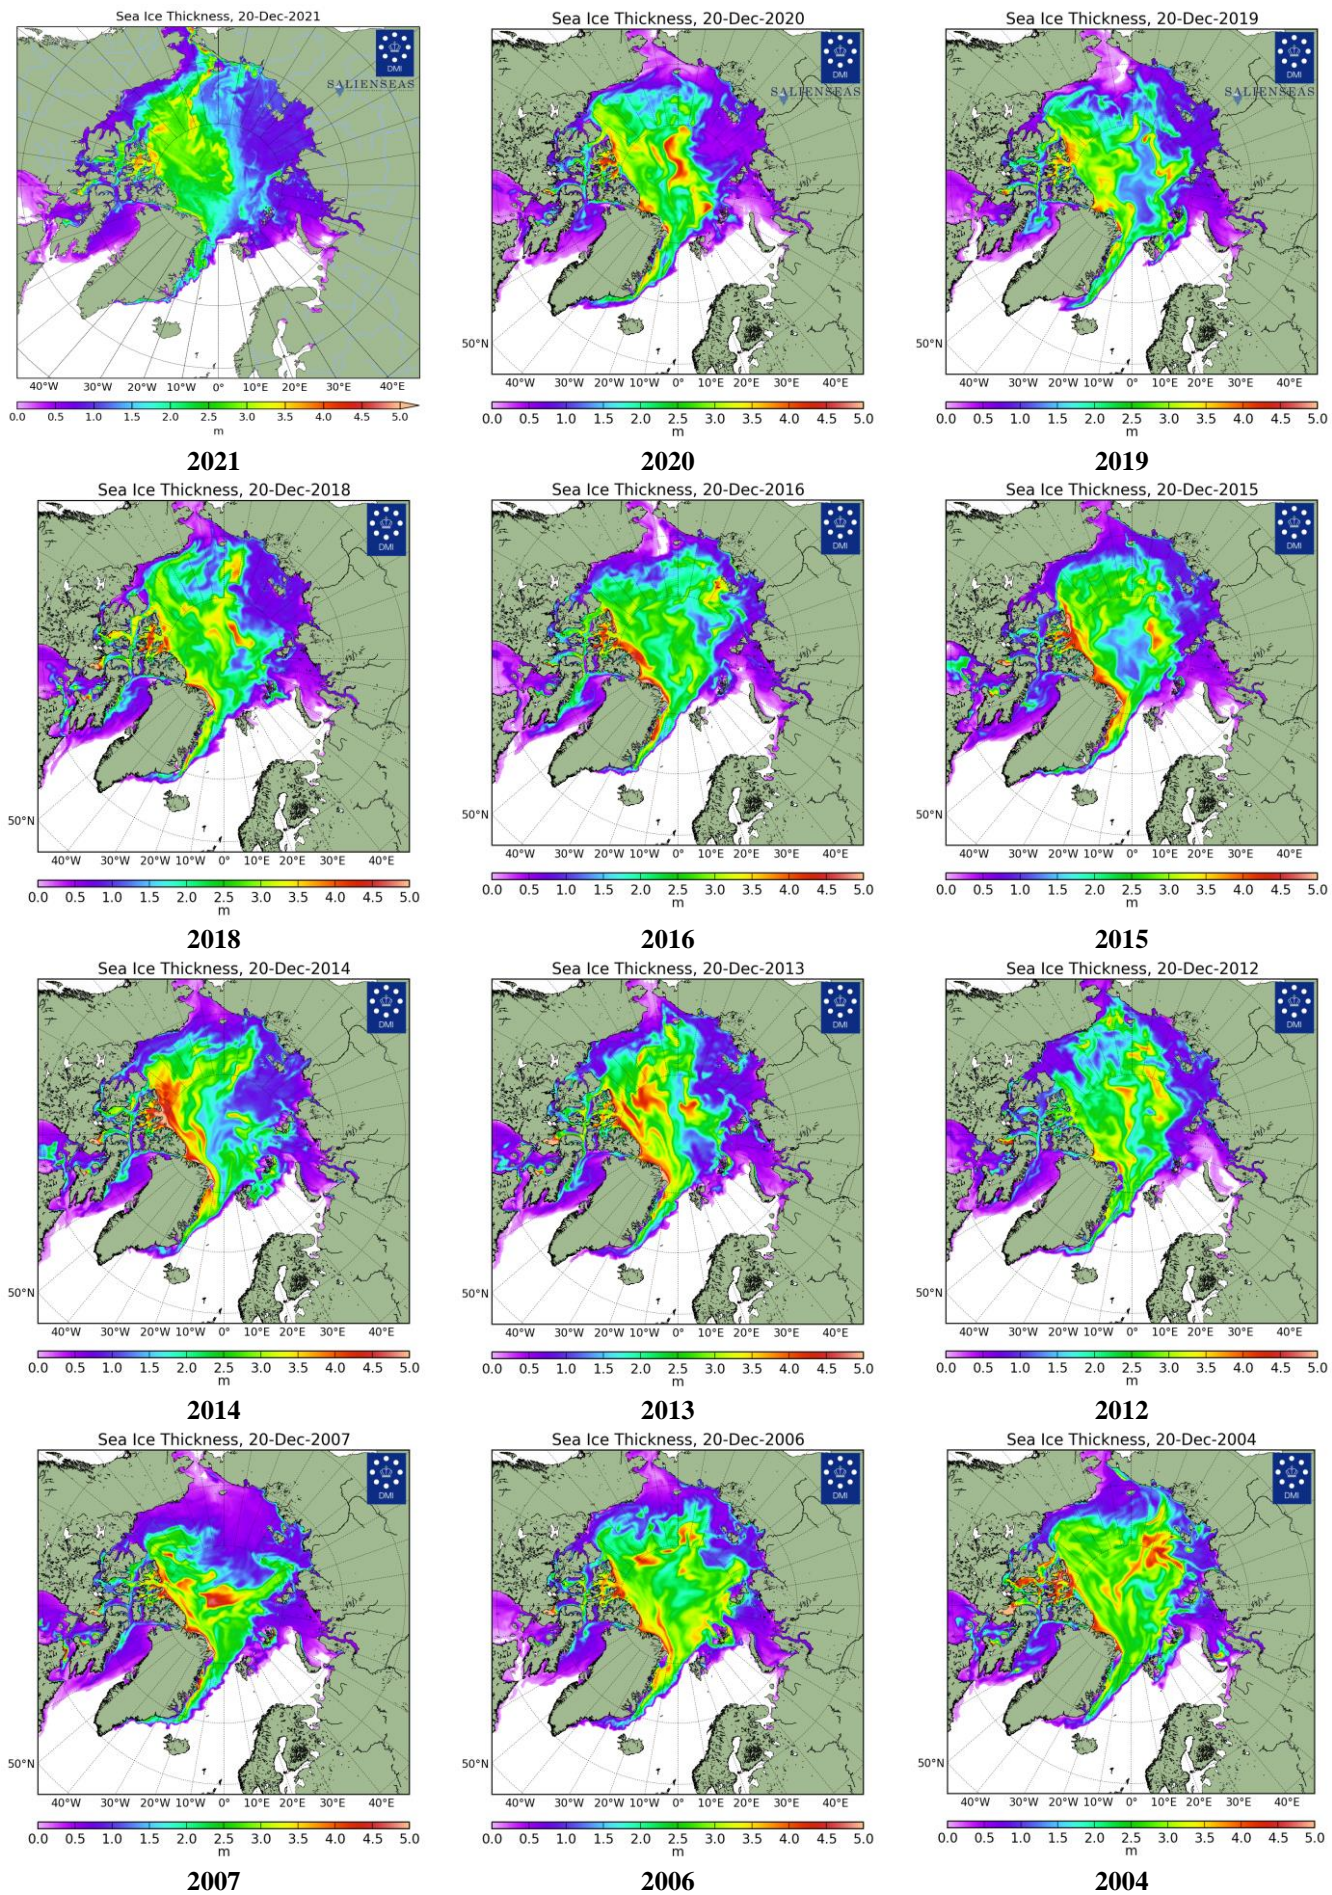 Sea Ice Thickness, 20-Dec-2021
DMI
SALIENSEAS
40°W 30°W 20°W 10°W 0° 10°E 20°E 30°E 40°E
0.0 0.5 1.0 1.5 2.0 2.5 3.0 3.5 4.0 4.5 5.0
m
2021
Sea Ice Thickness, 20-Dec-2020
DMI
SALIENSEAS
50°N
40°W 30°W 20°W 10°W 0° 10°E 20°E 30°E 40°E
0.0 0.5 1.0 1.5 2.0 2.5 3.0 3.5 4.0 4.5 5.0
m
2020
Sea Ice Thickness, 20-Dec-2019
DMI
SALIENSEAS
50°N
40°W 30°W 20°W 10°W 0° 10°E 20°E 30°E 40°E
0.0 0.5 1.0 1.5 2.0 2.5 3.0 3.5 4.0 4.5 5.0
m
2019
Sea Ice Thickness, 20-Dec-2018
DMI
50°N
40°W 30°W 20°W 10°W 0° 10°E 20°E 30°E 40°E
0.0 0.5 1.0 1.5 2.0 2.5 3.0 3.5 4.0 4.5 5.0
m
2018
Sea Ice Thickness, 20-Dec-2016
DMI
50°N
40°W 30°W 20°W 10°W 0° 10°E 20°E 30°E 40°E
0.0 0.5 1.0 1.5 2.0 2.5 3.0 3.5 4.0 4.5 5.0
m
2016
Sea Ice Thickness, 20-Dec-2015
DMI
50°N
40°W 30°W 20°W 10°W 0° 10°E 20°E 30°E 40°E
0.0 0.5 1.0 1.5 2.0 2.5 3.0 3.5 4.0 4.5 5.0
m
2015
Sea Ice Thickness, 20-Dec-2014
DMI
50°N
40°W 30°W 20°W 10°W 0° 10°E 20°E 30°E 40°E
0.0 0.5 1.0 1.5 2.0 2.5 3.0 3.5 4.0 4.5 5.0
m
2014
Sea Ice Thickness, 20-Dec-2013
DMI
50°N
40°W 30°W 20°W 10°W 0° 10°E 20°E 30°E 40°E
0.0 0.5 1.0 1.5 2.0 2.5 3.0 3.5 4.0 4.5 5.0
m
2013
Sea Ice Thickness, 20-Dec-2012
DMI
50°N
40°W 30°W 20°W 10°W 0° 10°E 20°E 30°E 40°E
0.0 0.5 1.0 1.5 2.0 2.5 3.0 3.5 4.0 4.5 5.0
m
2012
Sea Ice Thickness, 20-Dec-2007
DMI
50°N
40°W 30°W 20°W 10°W 0° 10°E 20°E 30°E 40°E
0.0 0.5 1.0 1.5 2.0 2.5 3.0 3.5 4.0 4.5 5.0
m
2007
Sea Ice Thickness, 20-Dec-2006
DMI
50°N
40°W 30°W 20°W 10°W 0° 10°E 20°E 30°E 40°E
0.0 0.5 1.0 1.5 2.0 2.5 3.0 3.5 4.0 4.5 5.0
m
2006
Sea Ice Thickness, 20-Dec-2004
DMI
50°N
40°W 30°W 20°W 10°W 0° 10°E 20°E 30°E 40°E
0.0 0.5 1.0 1.5 2.0 2.5 3.0 3.5 4.0 4.5 5.0
m
2004